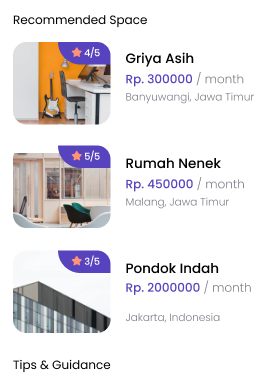 Recommended Space
4/5
Griya Asih
Rp. 300000 / month
Banyuwangi, Jawa Timur
5/5
Rumah Nenek
Rp. 450000 / month
Malang, Jawa Timur
3/5
Pondok Indah
Rp. 2000000 / month
Jakarta, Indonesia
Tips & Guidance